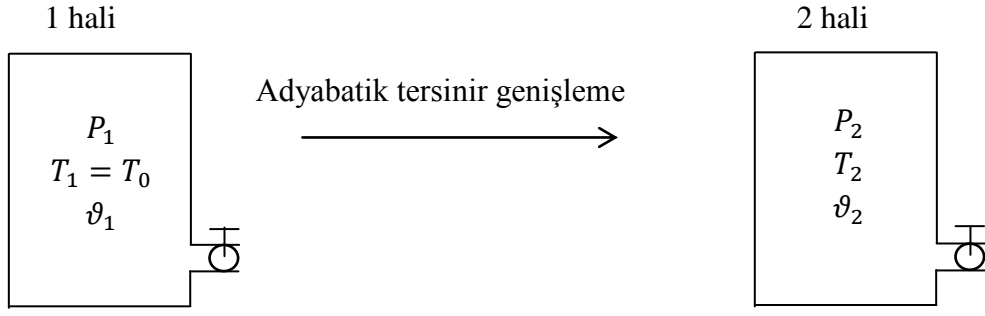 1 hali
2 hali
Adyabatik tersinir genişleme
𝑃₁
𝑇₁ = 𝑇₀
𝜗₁
𝑃₂
𝑇₂
𝜗₂